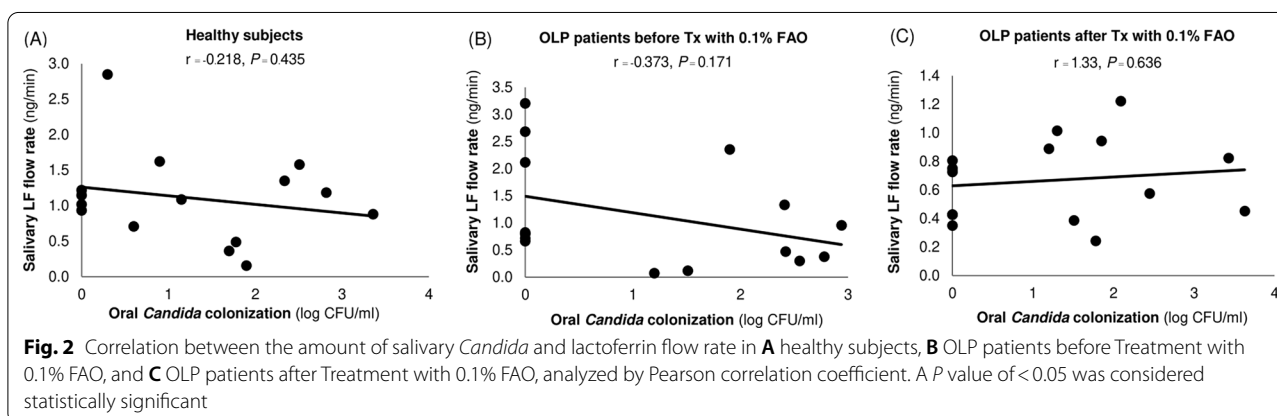 (A)
Healthy subjects
r =-0.218, P=0.435
Salivary LF flow rate (ng/min)
3.0
2.5
2.0
1.5
1.0
0.5
0.0
0 1 2 3 4
Oral Candida colonization (log CFU/ml)
(B)
OLP patients before Tx with 0.1% FAO
r =-0.373, P=0.171
Salivary LF flow rate (ng/min)
3.5
3.0
2.5
2.0
1.5
1.0
0.5
0.0
0 1 2 3
Oral Candida colonization (log CFU/ml)
(C)
OLP patients after Tx with 0.1% FAO
r = 1.33, P=0.636
Salivary LF flow rate (ng/min)
1.4
1.2
1.0
0.8
0.6
0.4
0.2
0.0
0 1 2 3 4
Oral Candida colonization (log CFU/ml)
Fig. 2 Correlation between the amount of salivary Candida and lactoferrin flow rate in A healthy subjects, B OLP patients before Treatment with
0.1% FAO, and C OLP patients after Treatment with 0.1% FAO, analyzed by Pearson correlation coefficient. A P value of < 0.05 was considered
statistically significant